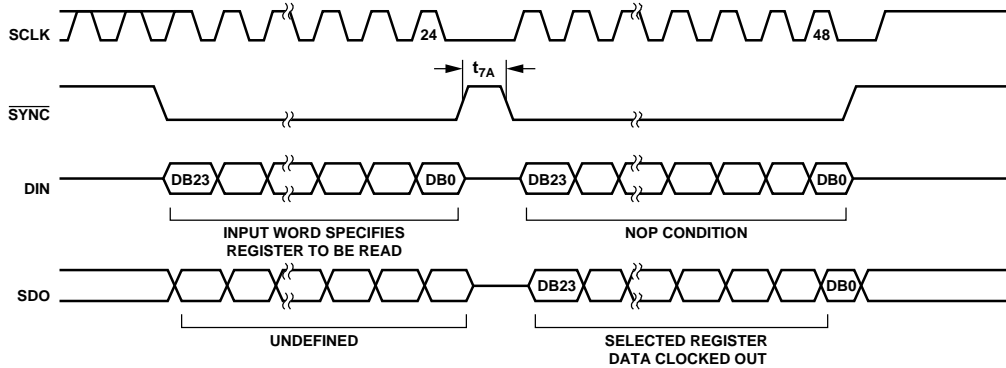 SCLK
24
48
t7A
SYNC
DIN
DB23
DB0
DB23
DB0
INPUT WORD SPECIFIES
REGISTER TO BE READ
NOP CONDITION
SDO
DB23
DB0
UNDEFINED
SELECTED REGISTER
DATA CLOCKED OUT